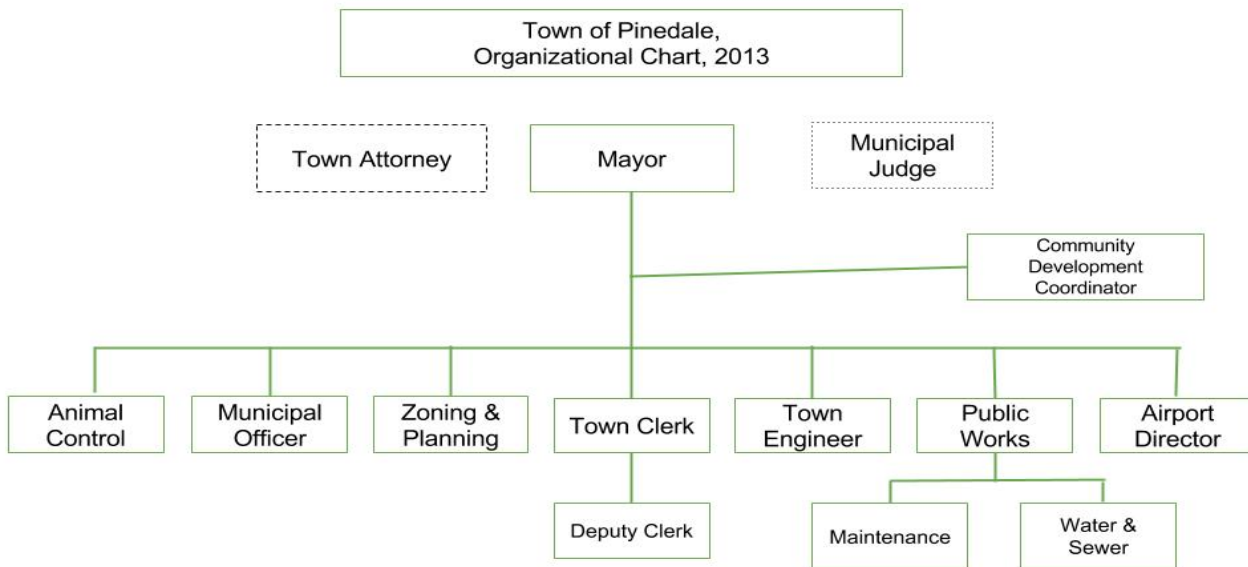 Town of Pinedale,
Organizational Chart, 2013
Town Attorney
Mayor
Municipal
Judge
Community
Development
Coordinator
Animal
Control
Municipal
Officer
Zoning &
Planning
Town Clerk
Town
Engineer
Public
Works
Airport
Director
Deputy Clerk
Maintenance
Water &
Sewer